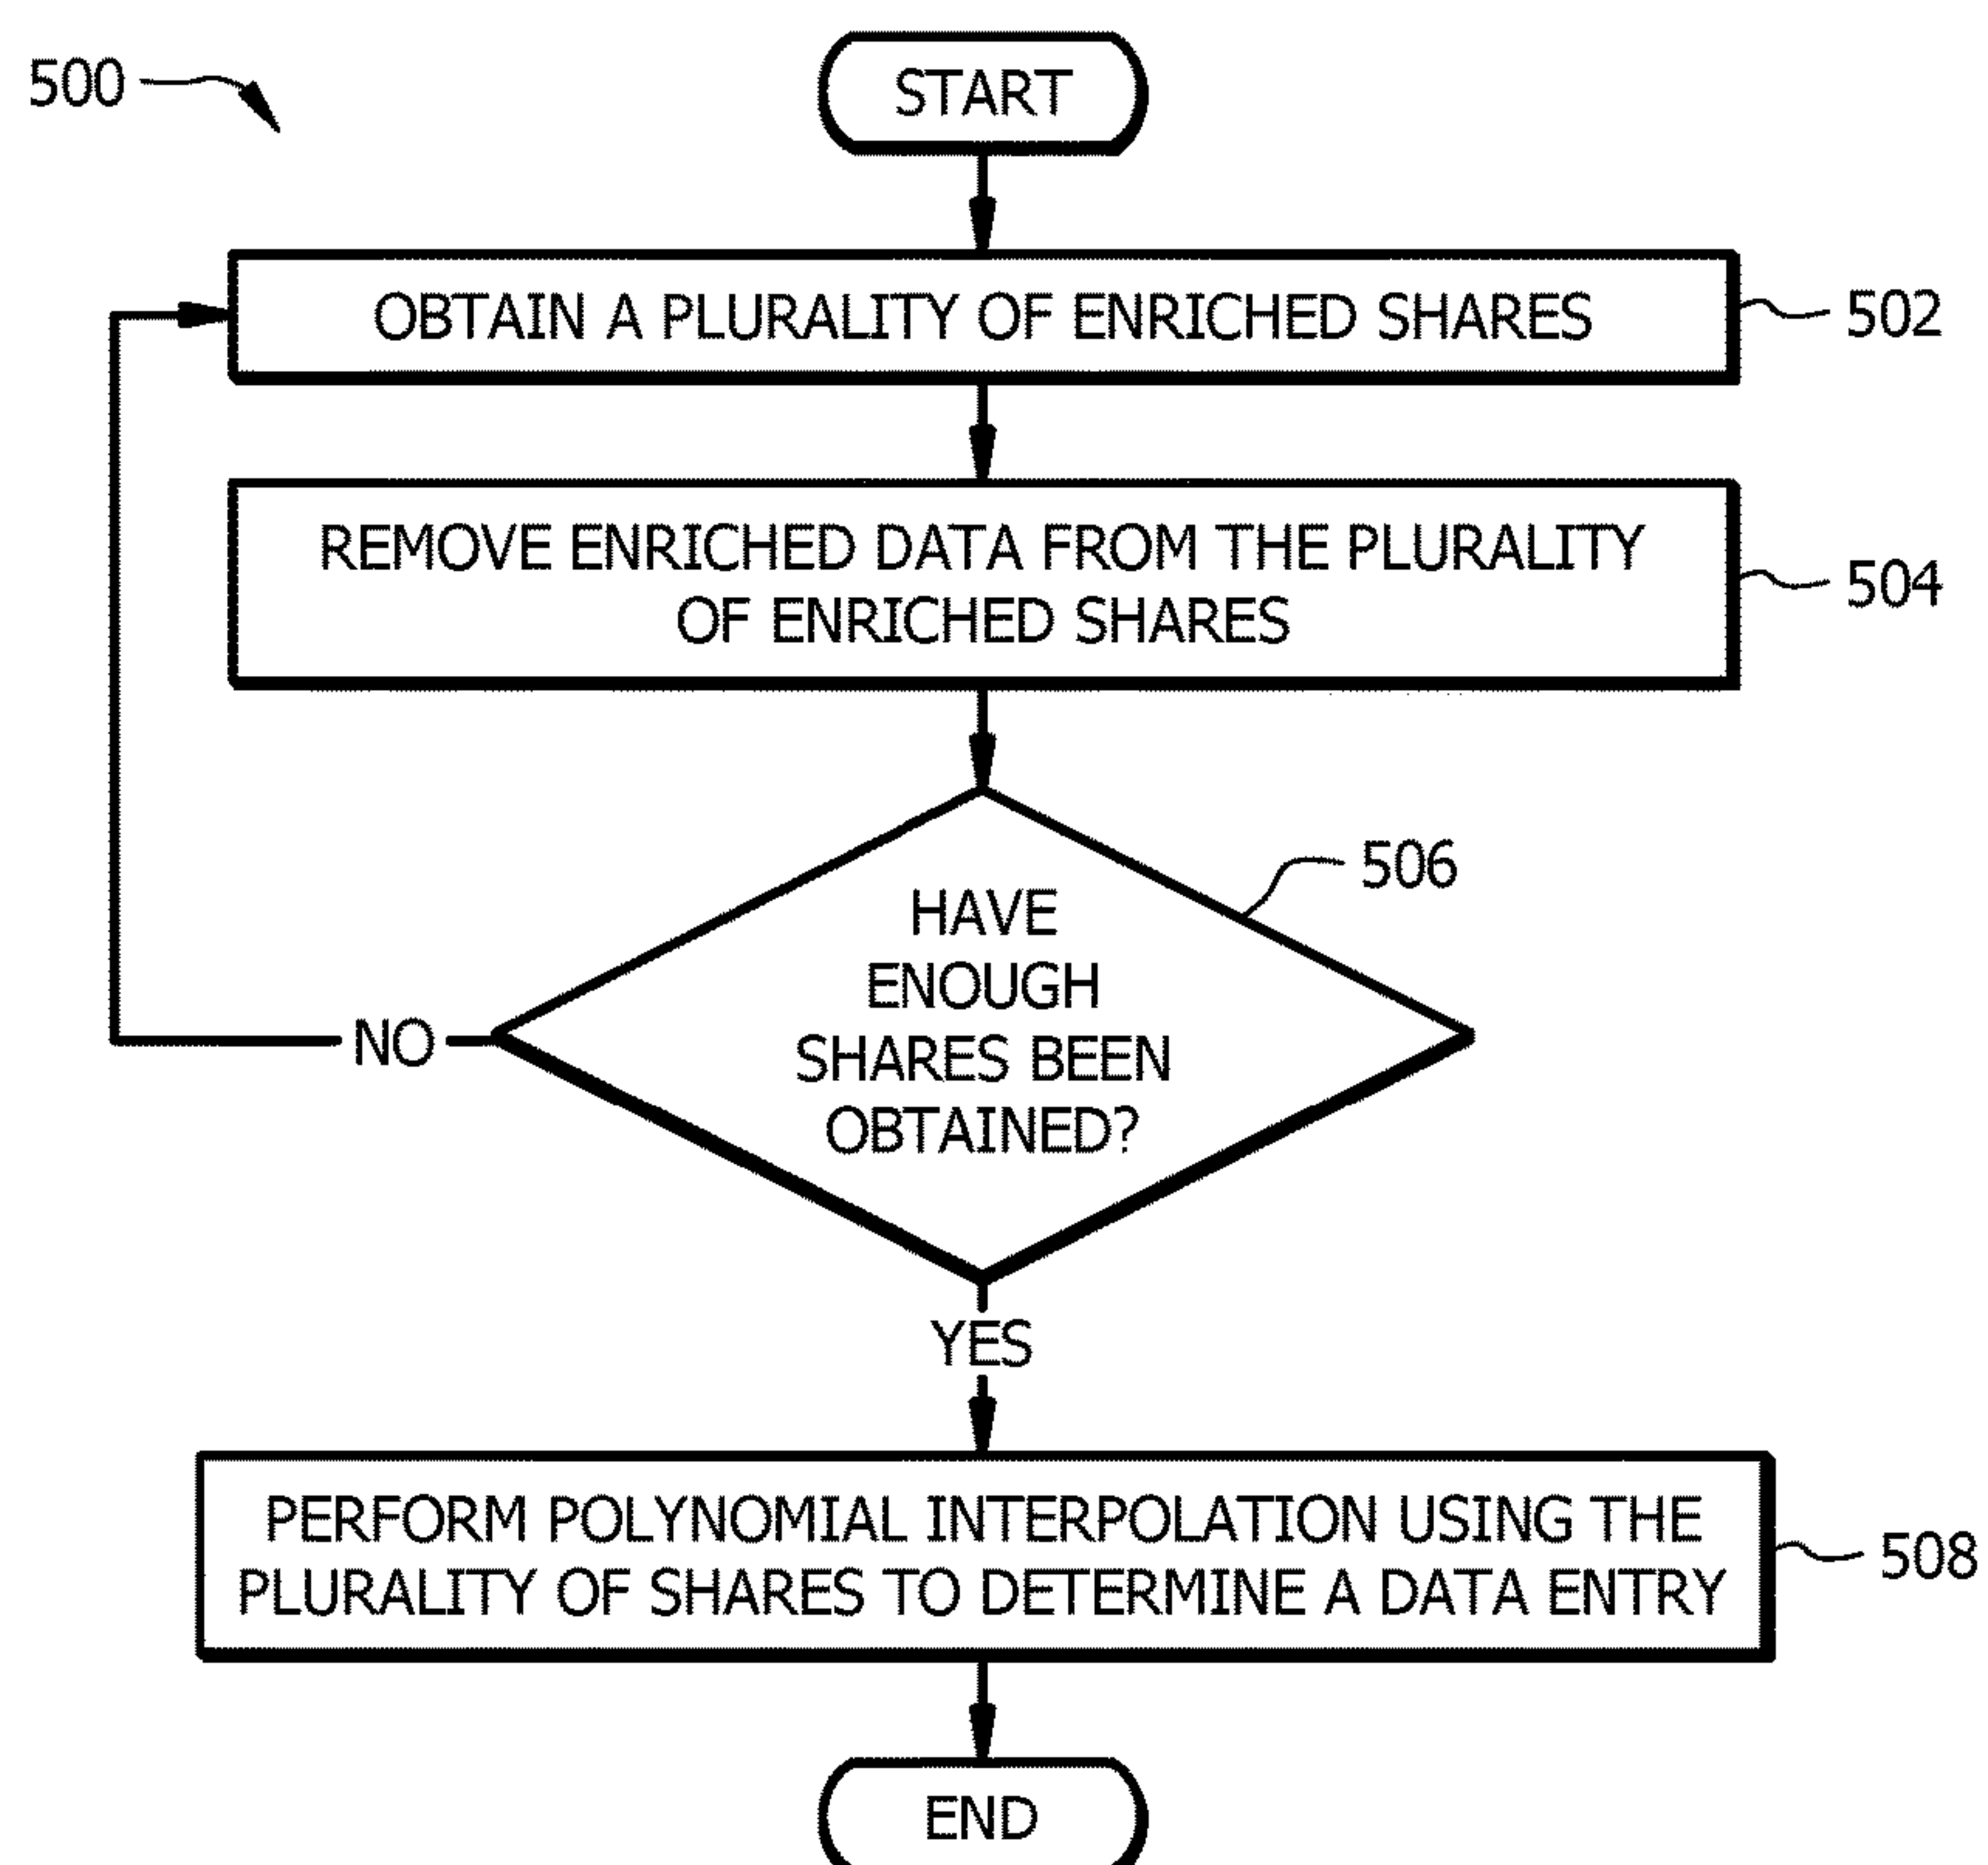 500
START
OBTAIN A PLURALITY OF ENRICHED SHARES
502
REMOVE ENRICHED DATA FROM THE PLURALITY
OF ENRICHED SHARES
504
506
HAVE
ENOUGH
SHARES BEEN
OBTAINED?
NO
YES
PERFORM POLYNOMIAL INTERPOLATION USING THE
PLURALITY OF SHARES TO DETERMINE A DATA ENTRY
508
END